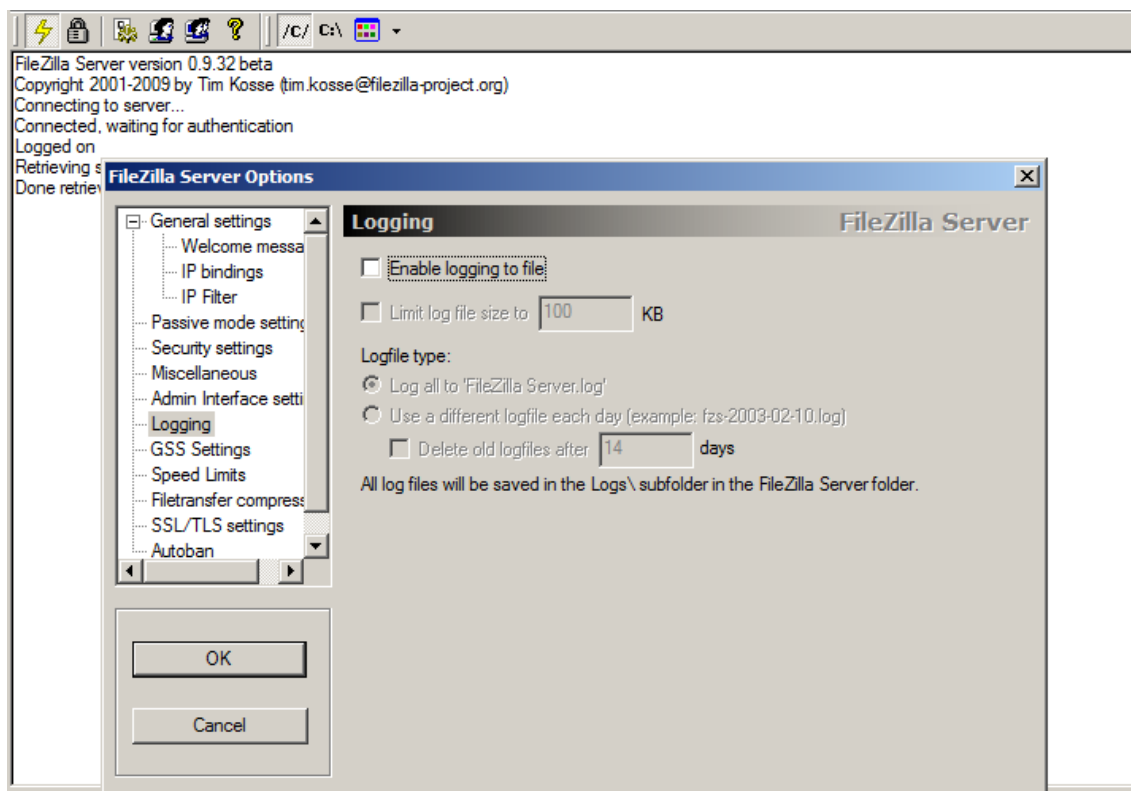 /C/ C:\
FileZilla Server version 0.9.32 beta
Copyright 2001-2009 by Tim Kosse (tim.kosse@filezilla-project.org)
Connecting to server...
Connected, waiting for authentication
Logged on
Retrieving s
Done retriev
FileZilla Server Options
General settings
Welcome messa
IP bindings
IP Filter
Passive mode setting
Security settings
Miscellaneous
Admin Interface setti
Logging
GSS Settings
Speed Limits
Filetransfer compress
SSL/TLS settings
Autoban
OK
Cancel
Logging FileZilla Server
Enable logging to file
Limit log file size to 100 KB
Logfile type:
Log all to 'FileZilla Server.log'
Use a different logfile each day (example: fzs-2003-02-10.log)
Delete old logfiles after 14 days
All log files will be saved in the Logs\ subfolder in the FileZilla Server folder.